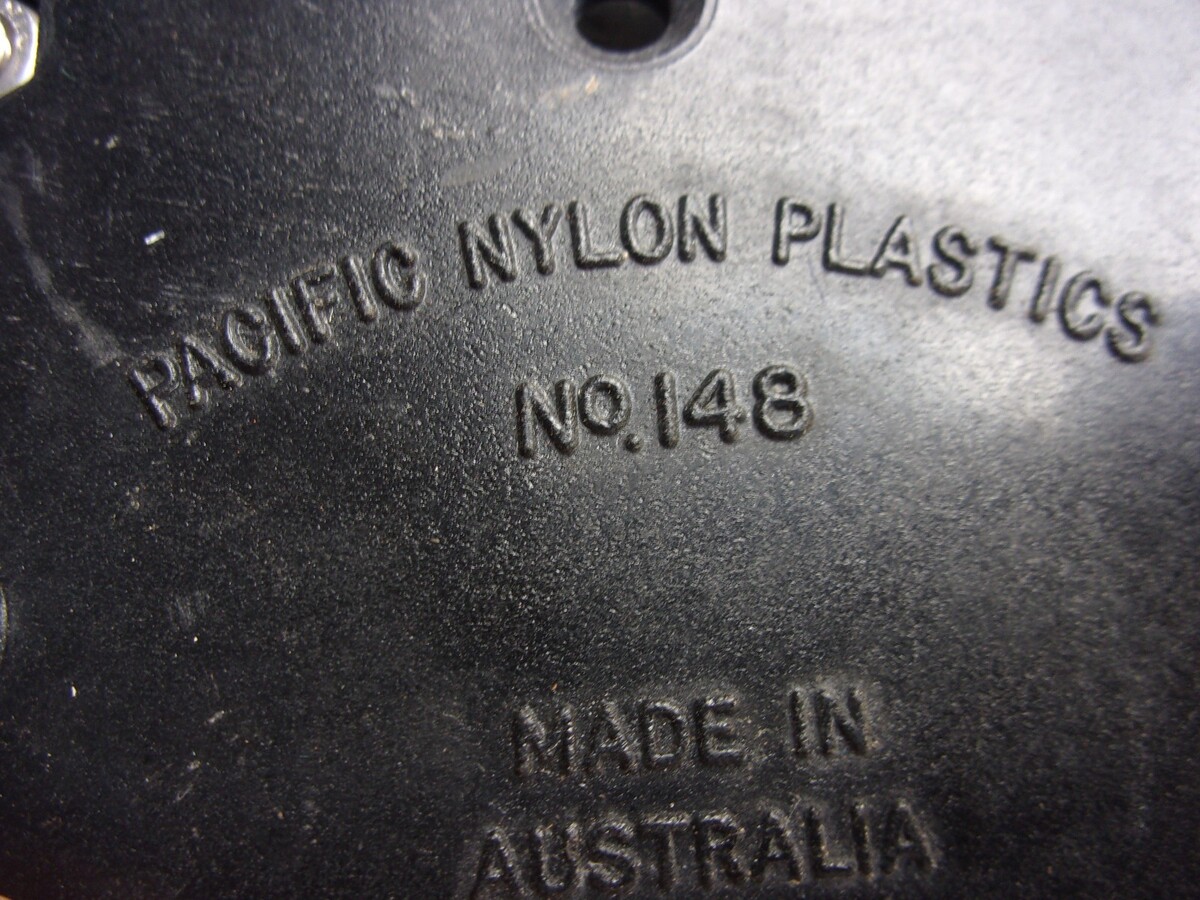 PACIFIC NYLON PLASTICS
NO.148
MADE IN
AUSTRALIA